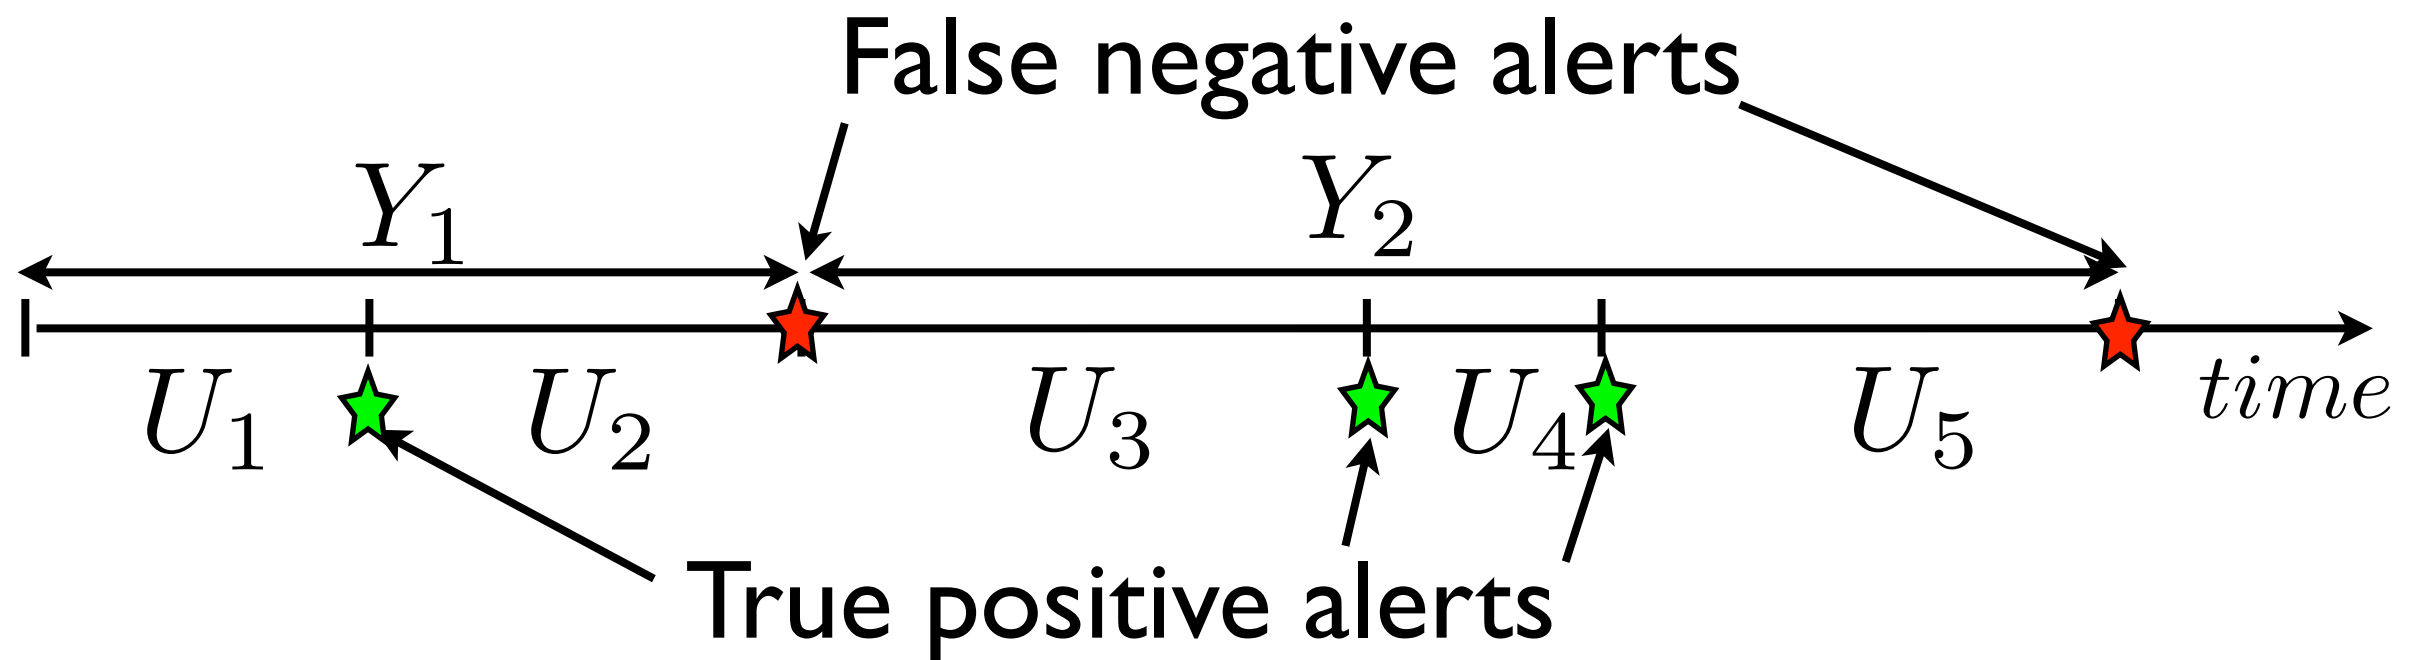 False negative alerts
Y₁ Y₂
U₁ U₂ U₃ U₄ U₅ time
True positive alerts